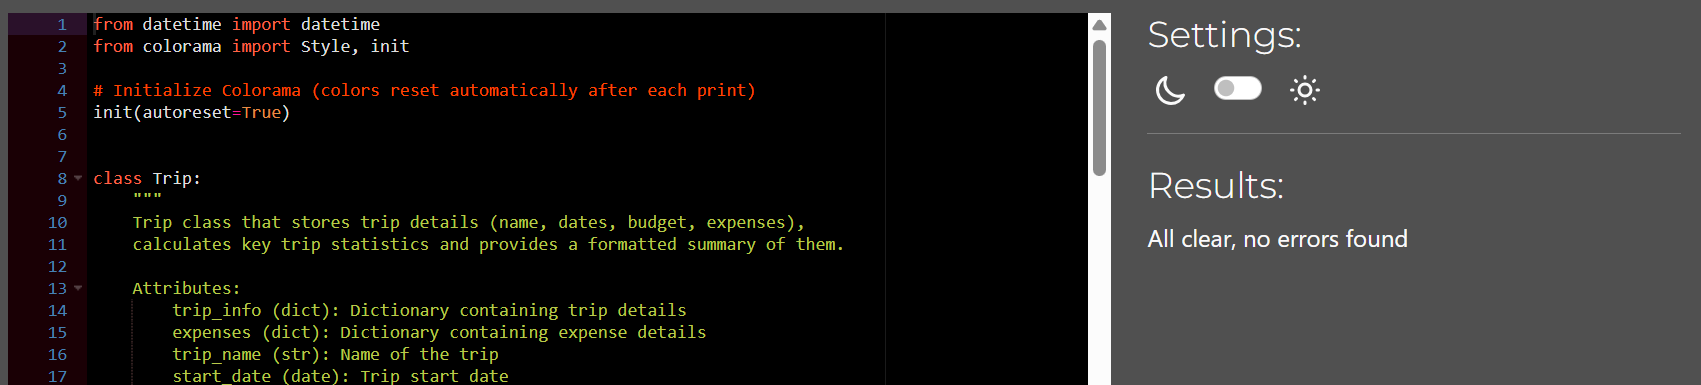 1 from datetime import datetime
2 from colorama import Style, init
3
4 # Initialize Colorama (colors reset automatically after each print)
5 init(autoreset=True)
6
7
8 class Trip:
9 """
10 Trip class that stores trip details (name, dates, budget, expenses),
11 calculates key trip statistics and provides a formatted summary of them.
12
13 Attributes:
14 trip_info (dict): Dictionary containing trip details
15 expenses (dict): Dictionary containing expense details
16 trip_name (str): Name of the trip
17 start_date (date): Trip start date
Settings:
Results:
All clear, no errors found